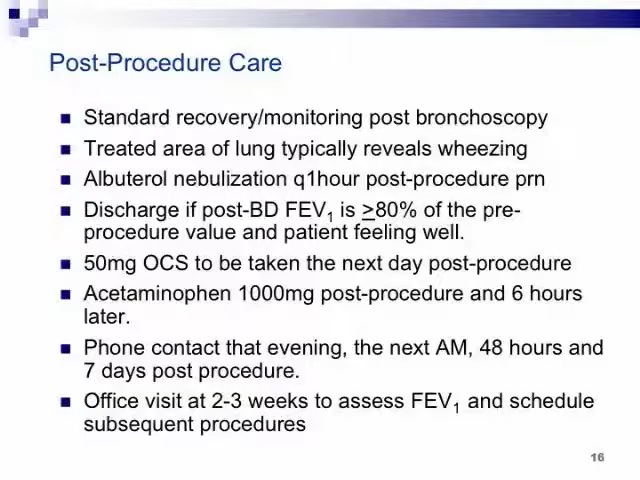 Post-Procedure Care
■ Standard recovery/monitoring post bronchoscopy
■ Treated area of lung typically reveals wheezing
■ Albuterol nebulization q1hour post-procedure prn
■ Discharge if post-BD FEV₁ is >80% of the pre-
procedure value and patient feeling well.
■ 50mg OCS to be taken the next day post-procedure
■ Acetaminophen 1000mg post-procedure and 6 hours
later.
■ Phone contact that evening, the next AM, 48 hours and
7 days post procedure.
■ Office visit at 2-3 weeks to assess FEV₁ and schedule
subsequent procedures
16